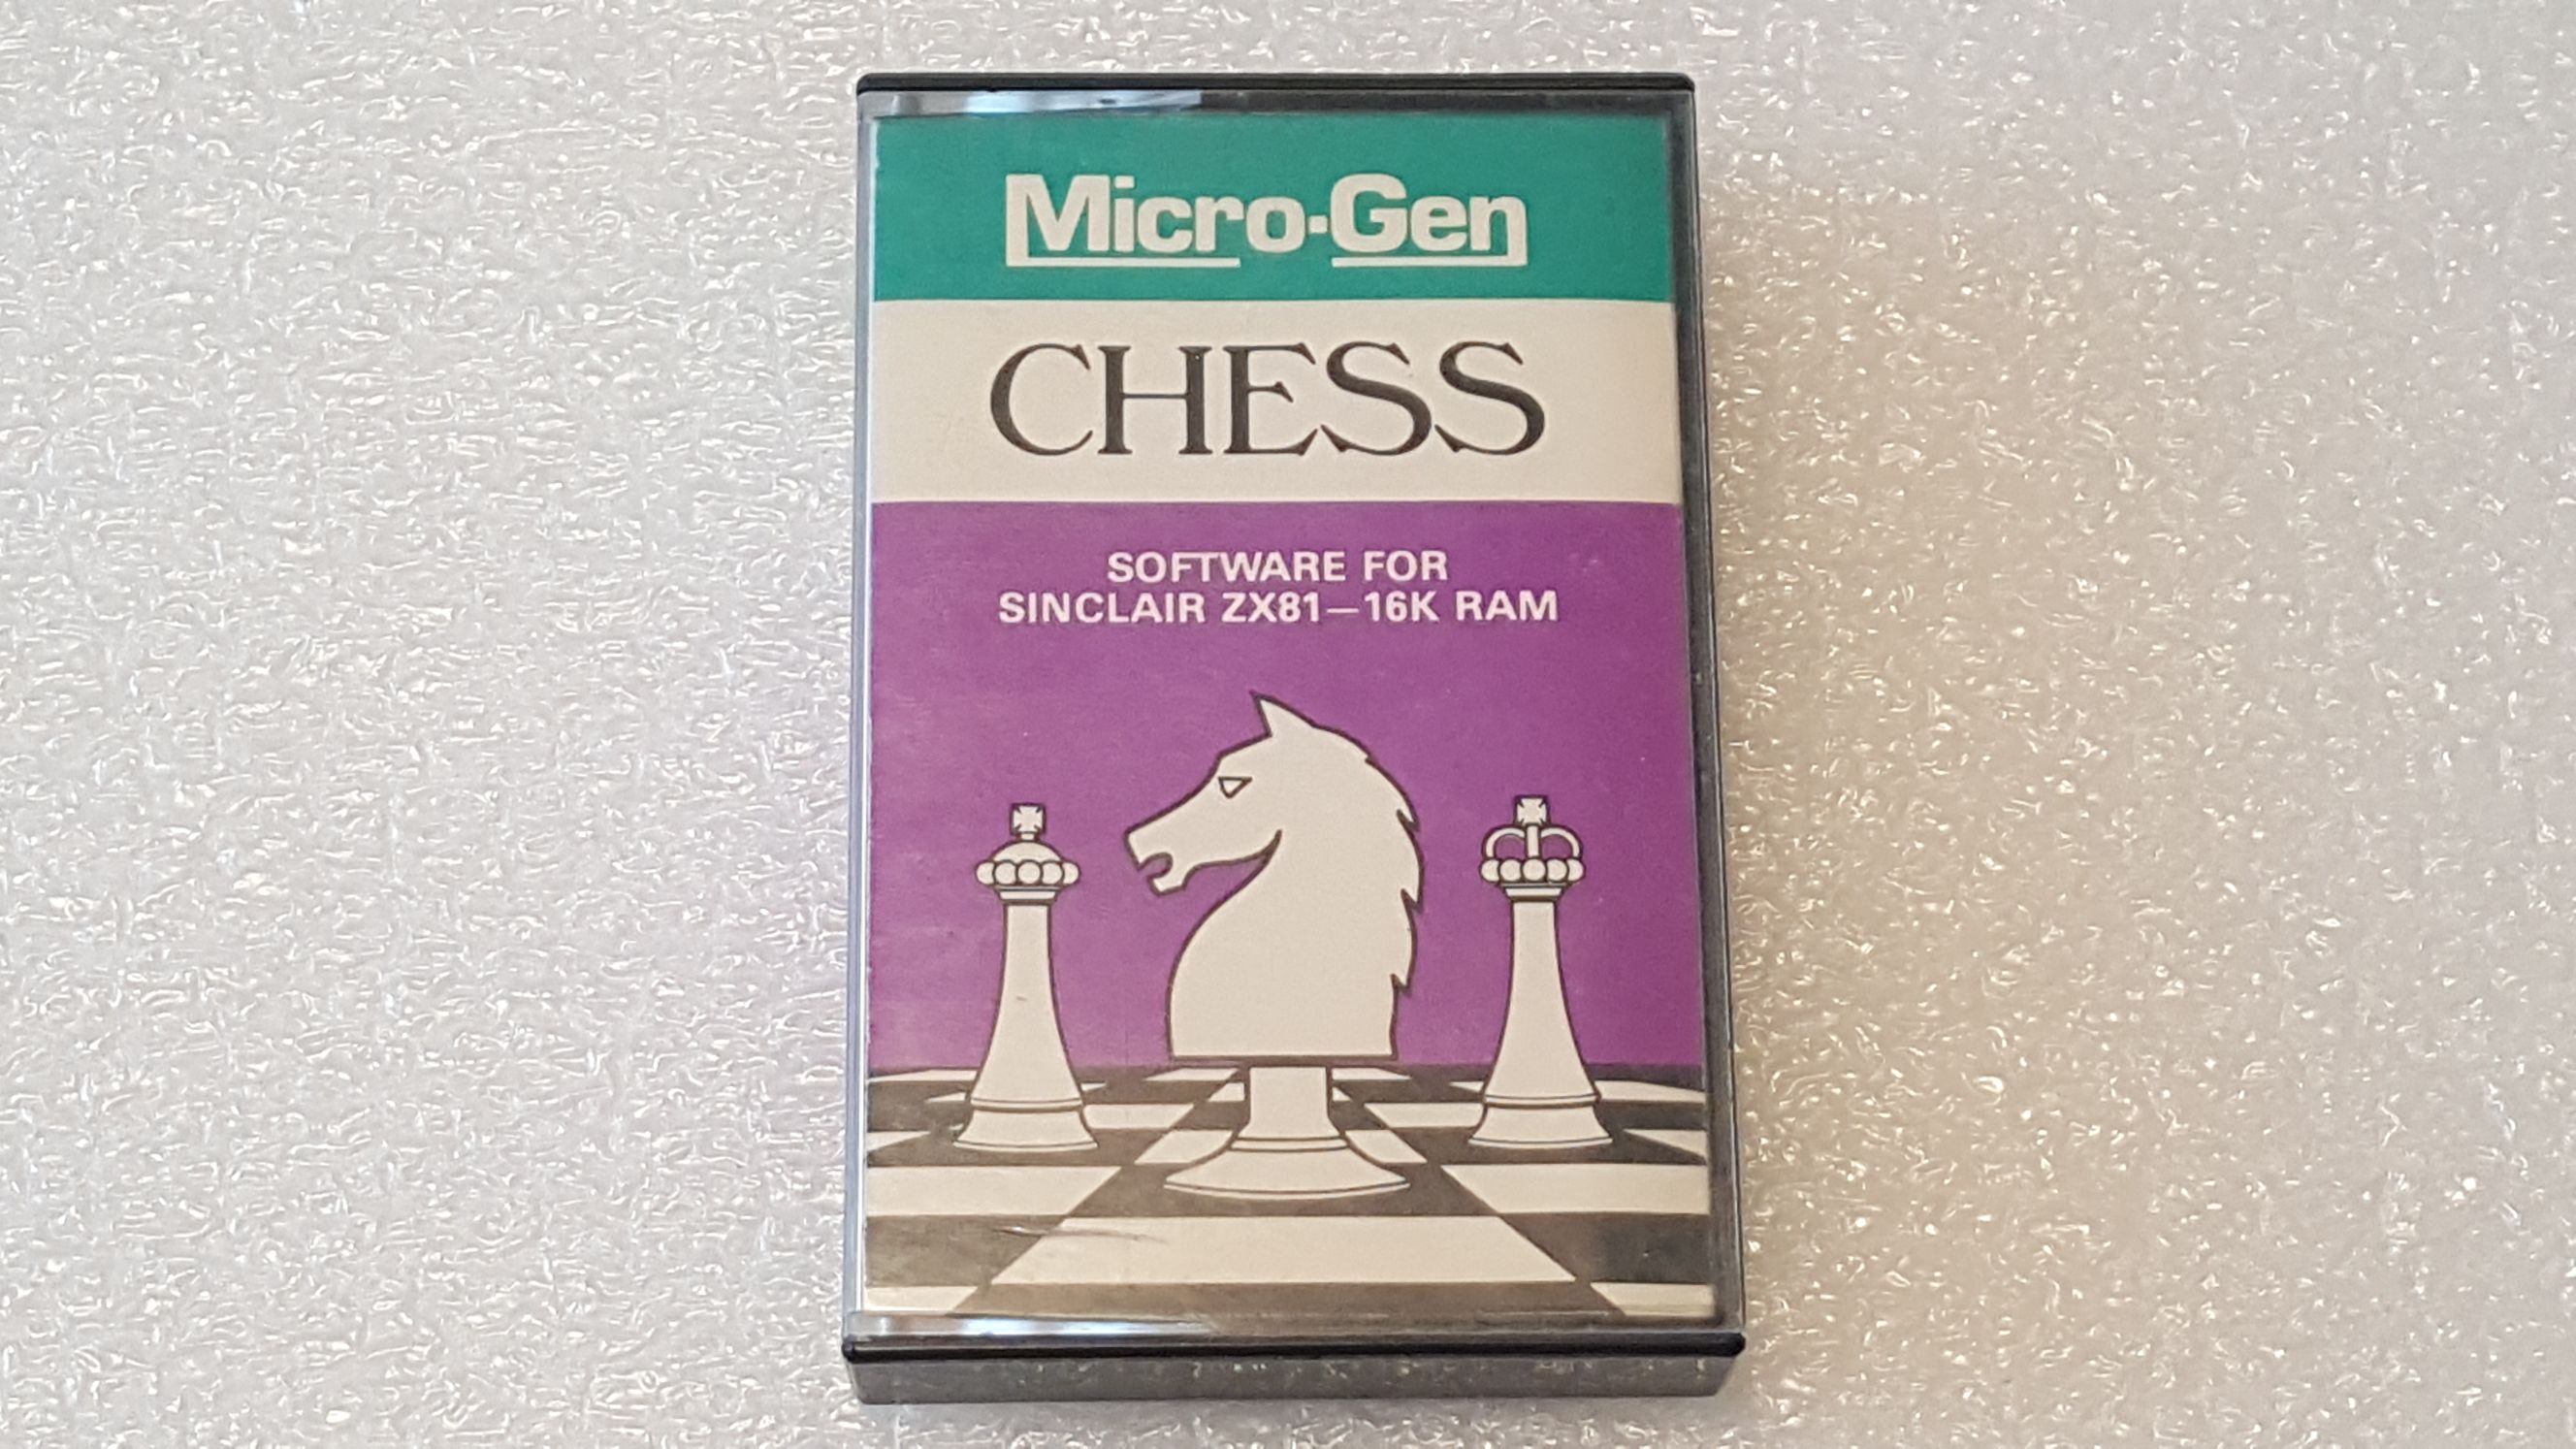 Micro-Gen
CHESS
SOFTWARE FOR
SINCLAIR ZX81—16K RAM